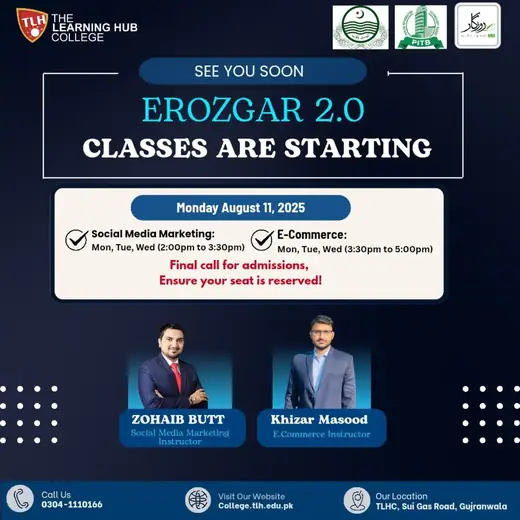 TLH
THE
LEARNING HUB
COLLEGE
PITB
روزگار
SEE YOU SOON
EROZGAR 2.0
CLASSES ARE STARTING
Monday August 11, 2025
Social Media Marketing:
Mon, Tue, Wed (2:00pm to 3:30pm)
E-Commerce:
Mon, Tue, Wed (3:30pm to 5:00pm)
Final call for admissions,
Ensure your seat is reserved!
ZOHAIB BUTT
Social Media Marketing
Instructor
Khizar Masood
E.Commerce Instructor
Call Us
0304-1110166
Visit Our Website
College.tlh.edu.pk
Our Location
TLHC, Sui Gas Road, Gujranwala